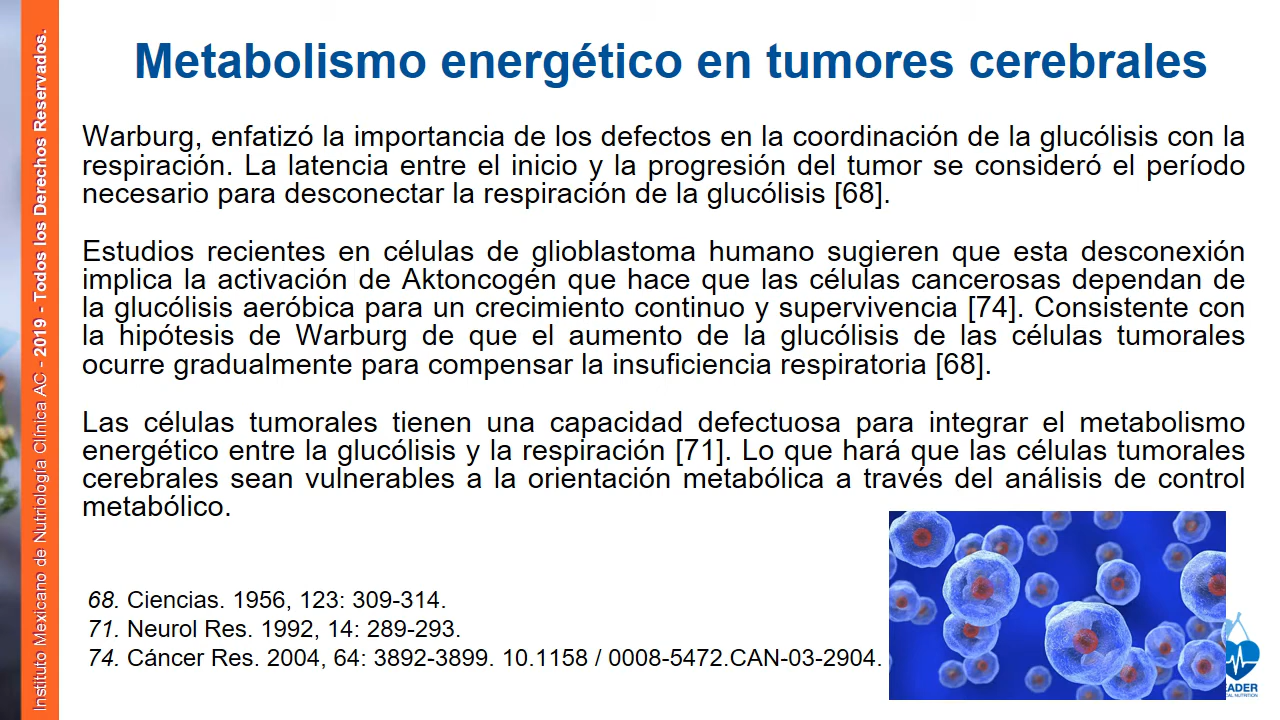 Metabolismo energético en tumores cerebrales
Warburg, enfatizó la importancia de los defectos en la coordinación de la glucólisis con la
respiración. La latencia entre el inicio y la progresión del tumor se consideró el período
necesario para desconectar la respiración de la glucólisis [68].
Estudios recientes en células de glioblastoma humano sugieren que esta desconexión
implica la activación de Aktoncogén que hace que las células cancerosas dependan de
la glucólisis aeróbica para un crecimiento continuo y supervivencia [74]. Consistente con
la hipótesis de Warburg de que el aumento de la glucólisis de las células tumorales
ocurre gradualmente para compensar la insuficiencia respiratoria [68].
Las células tumorales tienen una capacidad defectuosa para integrar el metabolismo
energético entre la glucólisis y la respiración [71]. Lo que hará que las células tumorales
cerebrales sean vulnerables a la orientación metabólica a través del análisis de control
metabólico.
68. Ciencias. 1956, 123: 309-314.
71. Neurol Res. 1992, 14: 289-293.
74. Cáncer Res. 2004, 64: 3892-3899. 10.1158 / 0008-5472.CAN-03-2904.
Instituto Mexicano de Nutriología Clínica AC - 2019 - Todos los Derechos Reservados.
EADER
CAL NUTRITION